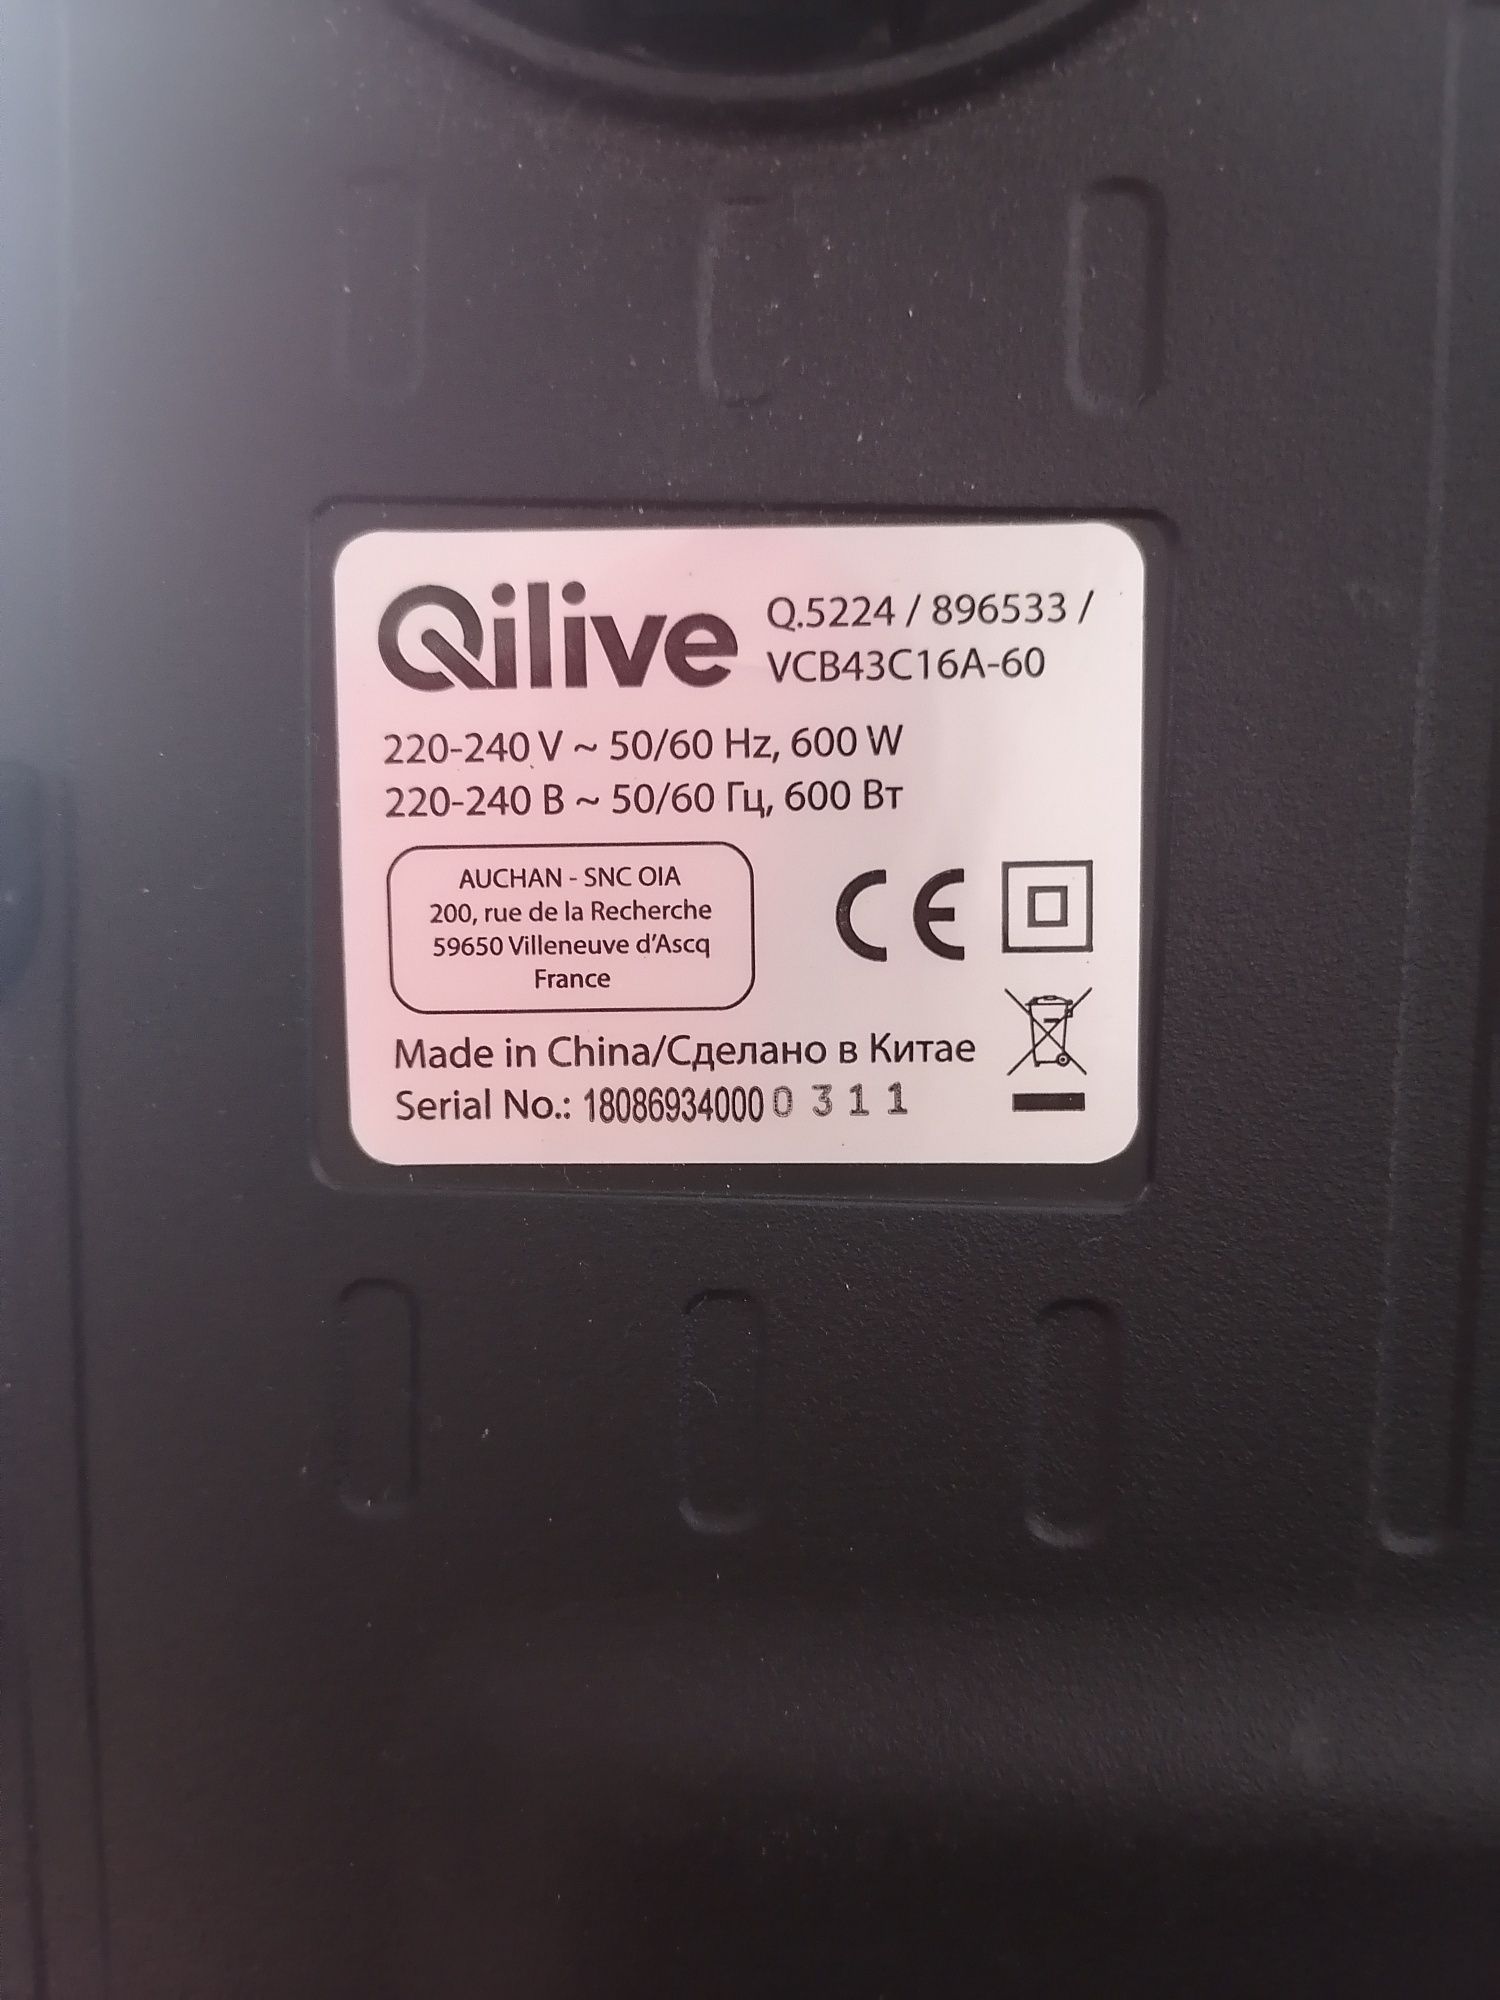 Qilive
Q.5224 / 896533 /
VCB43C16A-60
220-240 V ~ 50/60 Hz, 600 W
220-240 В ~ 50/60 Гц, 600 Вт
AUCHAN - SNC OIA
200, rue de la Recherche
59650 Villeneuve d'Ascq
France
CE
Made in China/Сделано в Китае
Serial No.: 180869340000311